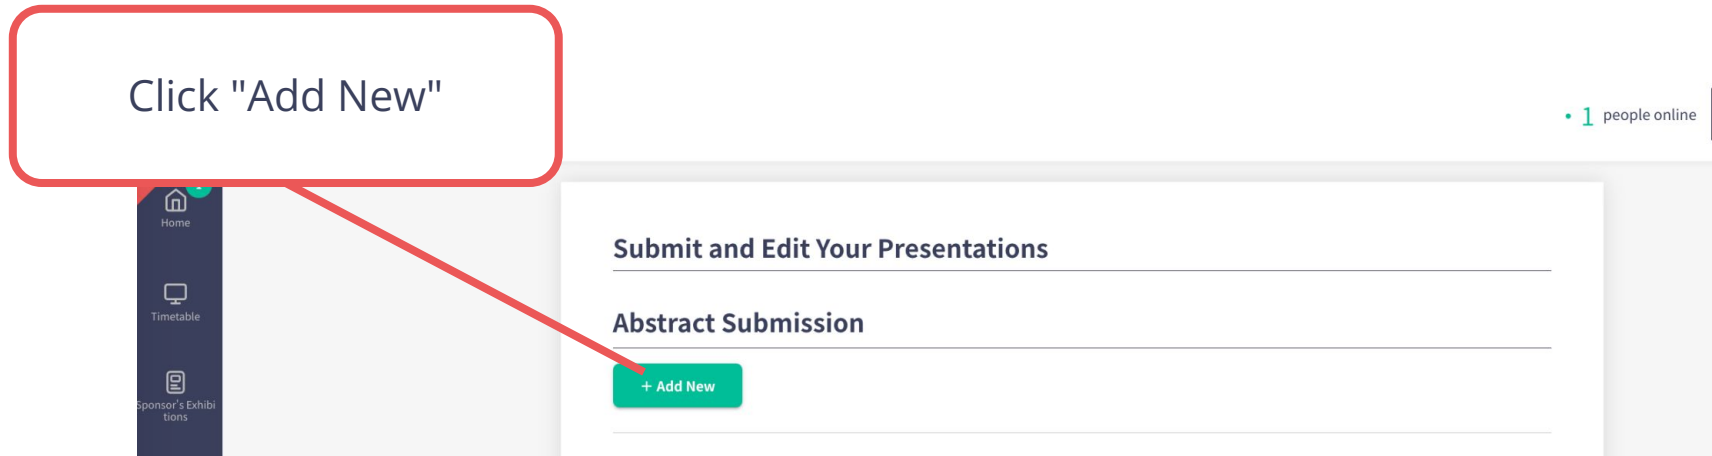 Click "Add New"
• 1 people online
Home
Timetable
Sponsor's Exhibi
tions
Submit and Edit Your Presentations
Abstract Submission
+ Add New